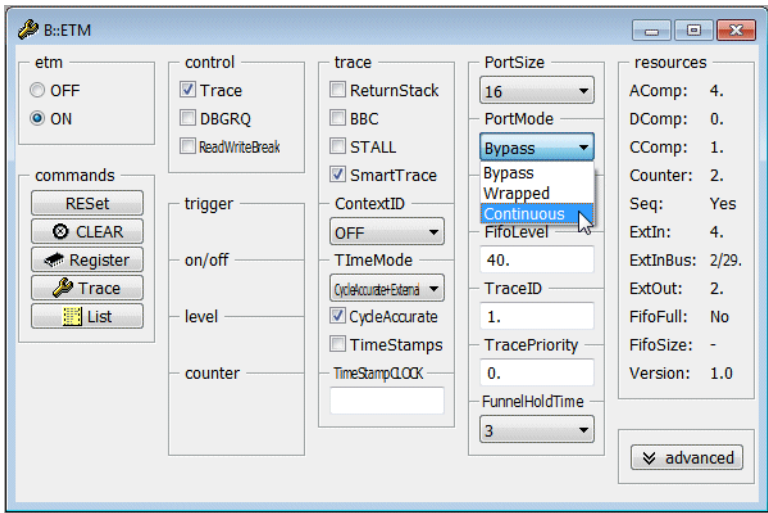 B::ETM
etm
OFF
ON
commands
RESet
CLEAR
Register
Trace
List
control
Trace
DBGRQ
ReadWriteBreak
trigger
on/off
level
counter
trace
ReturnStack
BBC
STALL
SmartTrace
ContextID
OFF
TImeMode
CycleAccurate+External
CycleAccurate
TimeStamps
TimeStampCLOCK
PortSize
16
PortMode
Bypass
Bypass
Wrapped
Continuous
FifoLevel
40.
TraceID
1.
TracePriority
0.
FunnelHoldTime
3
resources
AComp: 4.
DComp: 0.
CComp: 1.
Counter: 2.
Seq: Yes
ExtIn: 4.
ExtInBus: 2/29.
ExtOut: 2.
FifoFull: No
FifoSize: -
Version: 1.0
advanced